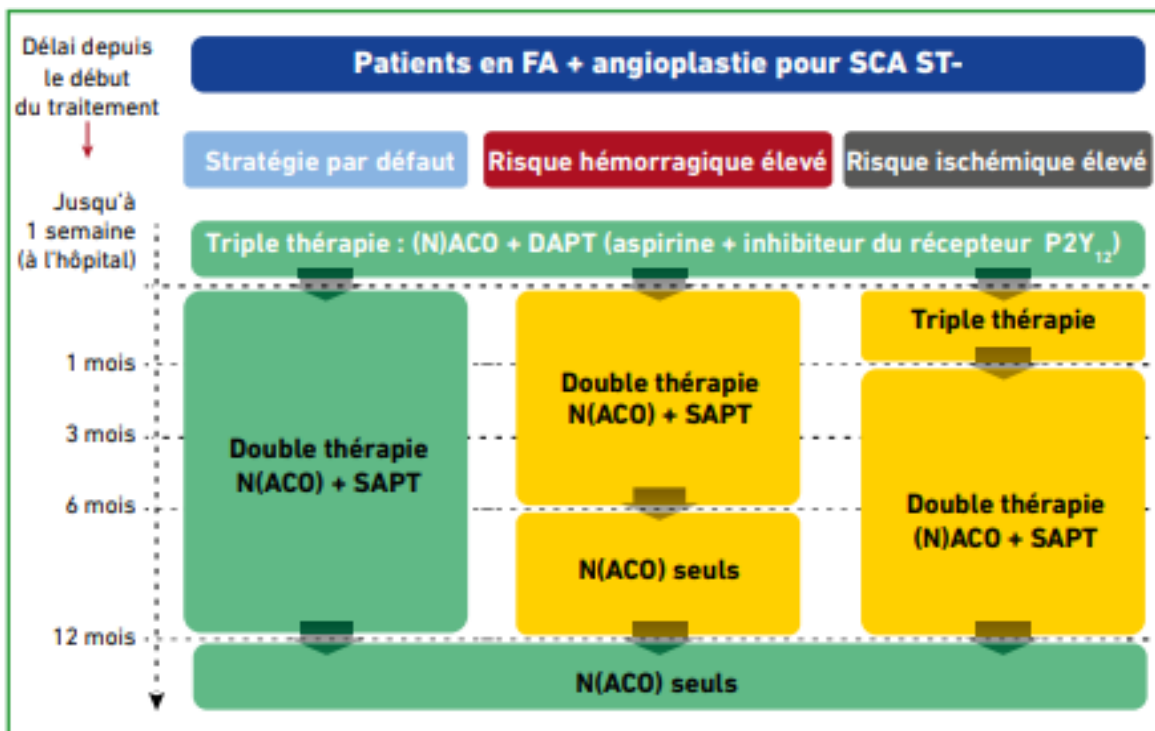 Délai depuis
le début
du traitement
Patients en FA + angioplastie pour SCA ST-
Stratégie par défaut
Risque hémorragique élevé
Risque ischémique élevé
Jusqu'à
1 semaine
(à l'hôpital)
Triple thérapie : (N)ACO + DAPT (aspirine + inhibiteur du récepteur P2Y₁₂)
1 mois
3 mois
6 mois
12 mois
Double thérapie
N(ACO) + SAPT
Double thérapie
N(ACO) + SAPT
N(ACO) seuls
Triple thérapie
Double thérapie
(N)ACO + SAPT
N(ACO) seuls